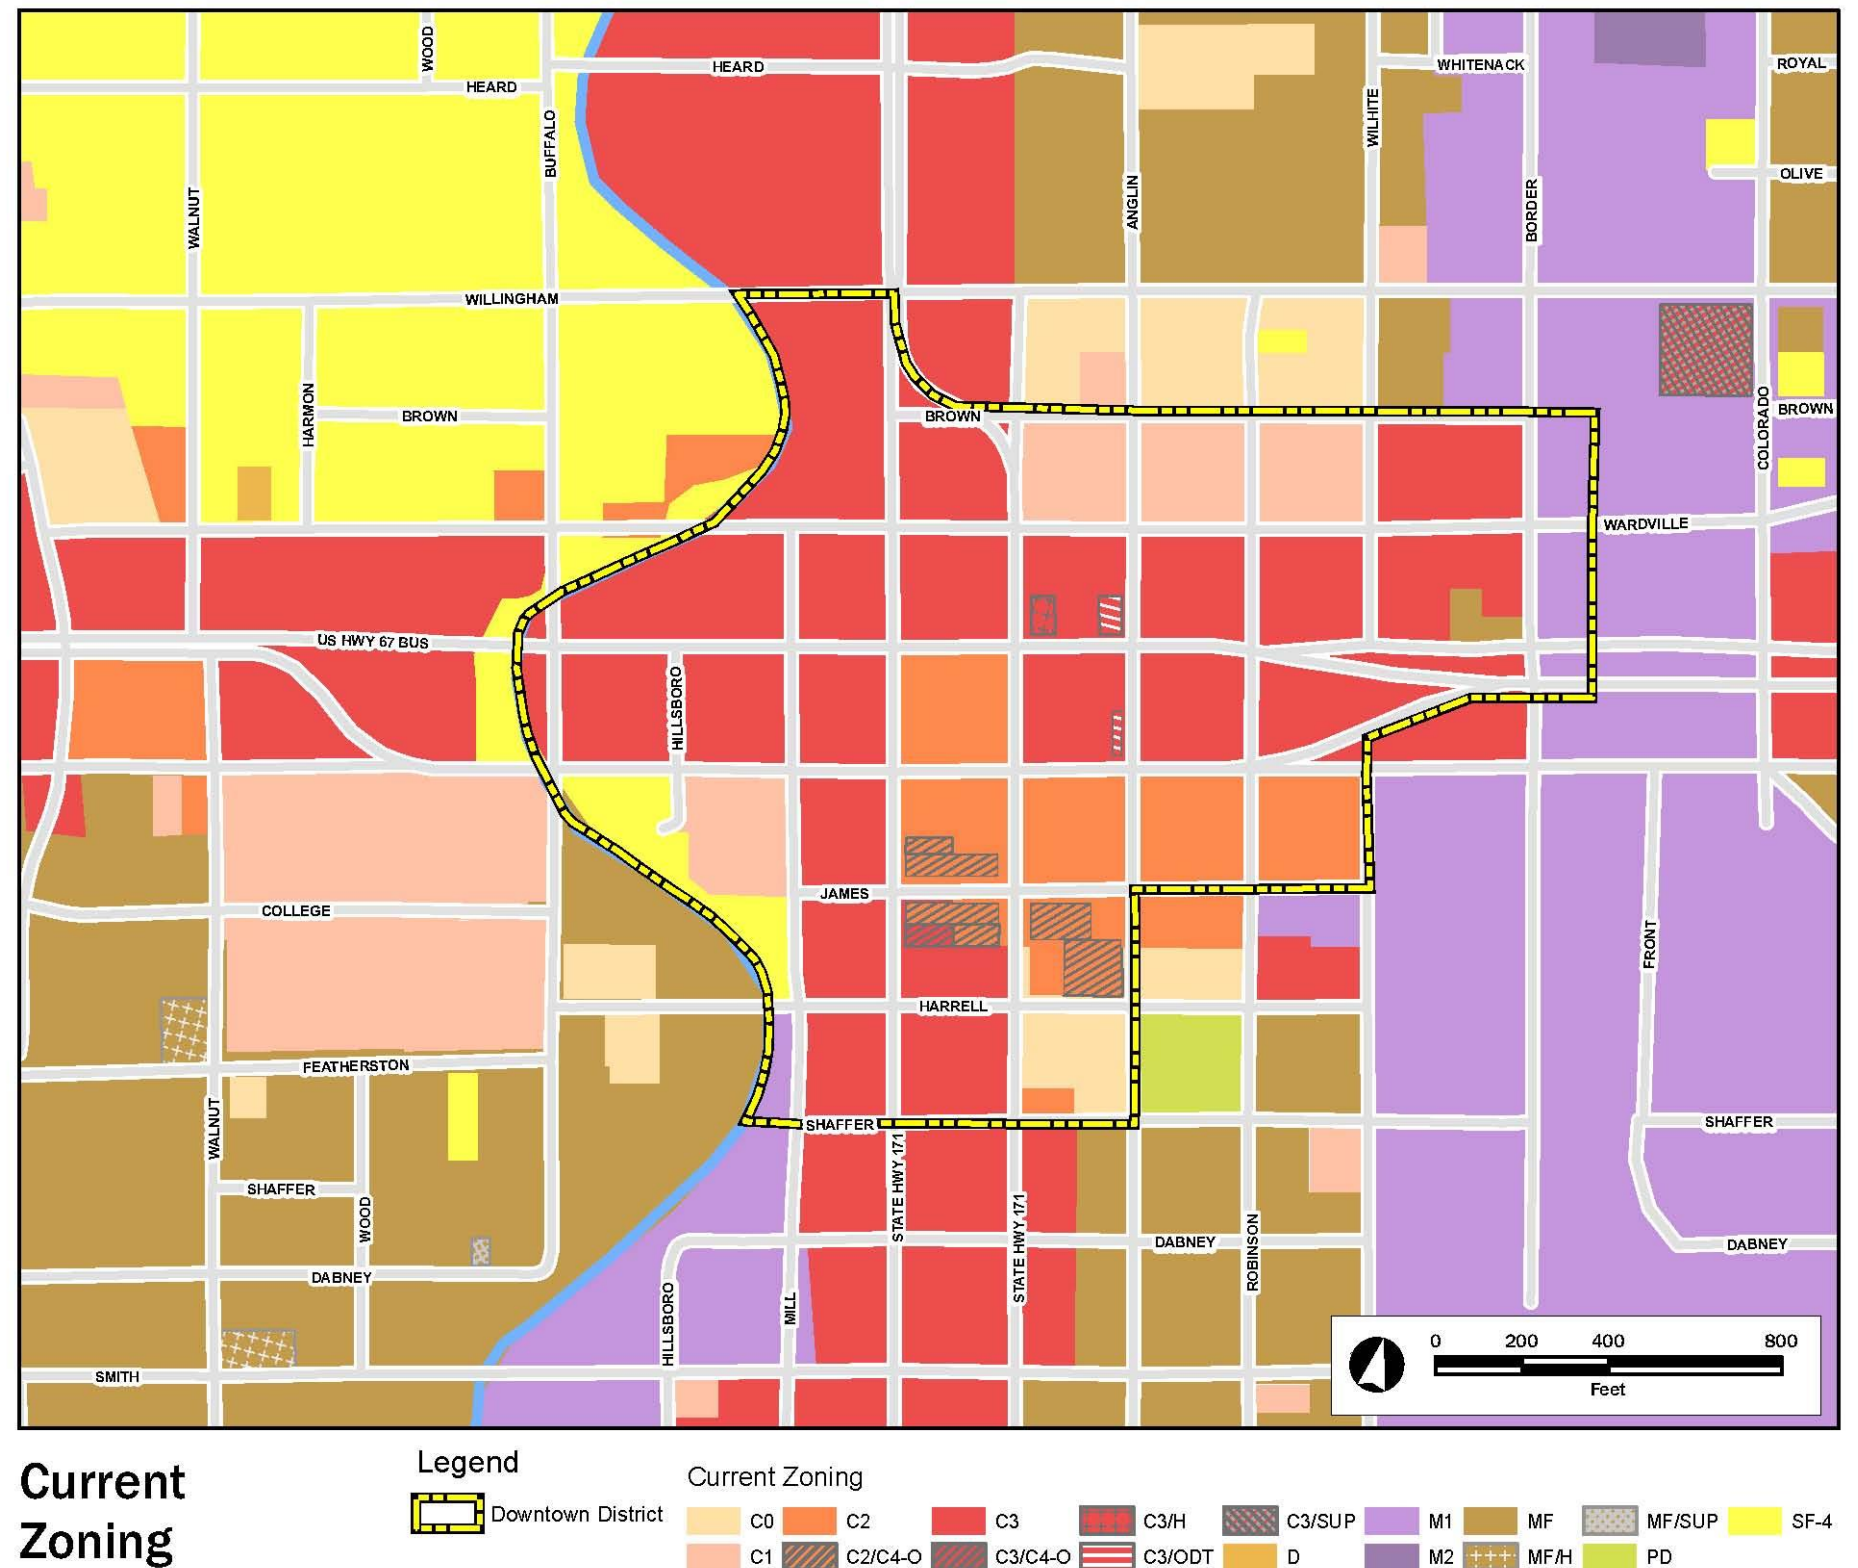 WOOD
HEARD
WHITENACK
ROYAL
HEARD
WILHITE
BUFFALO
OLIVE
WALNUT
ANGLIN
BORDER
WILLINGHAM
HARMON
BROWN
BROWN
COLORADO
BROWN
WARDVILLE
US HWY 67 BUS
HILLSBORO
JAMES
COLLEGE
FRONT
HARRELL
FEATHERSTON
WALNUT
SHAFFER
SHAFFER
SHAFFER
WOOD
STATE HWY 171
STATE HWY 171
ROBINSON
DABNEY
DABNEY
DABNEY
HILLSBORO
MILL
SMITH
0 200 400 800
Feet
Current
Zoning
Legend
Downtown District
Current Zoning
C0 C2 C3 C3/H C3/SUP M1 MF MF/SUP SF-4
C1 C2/C4-O C3/C4-O C3/ODT D M2 MF/H PD